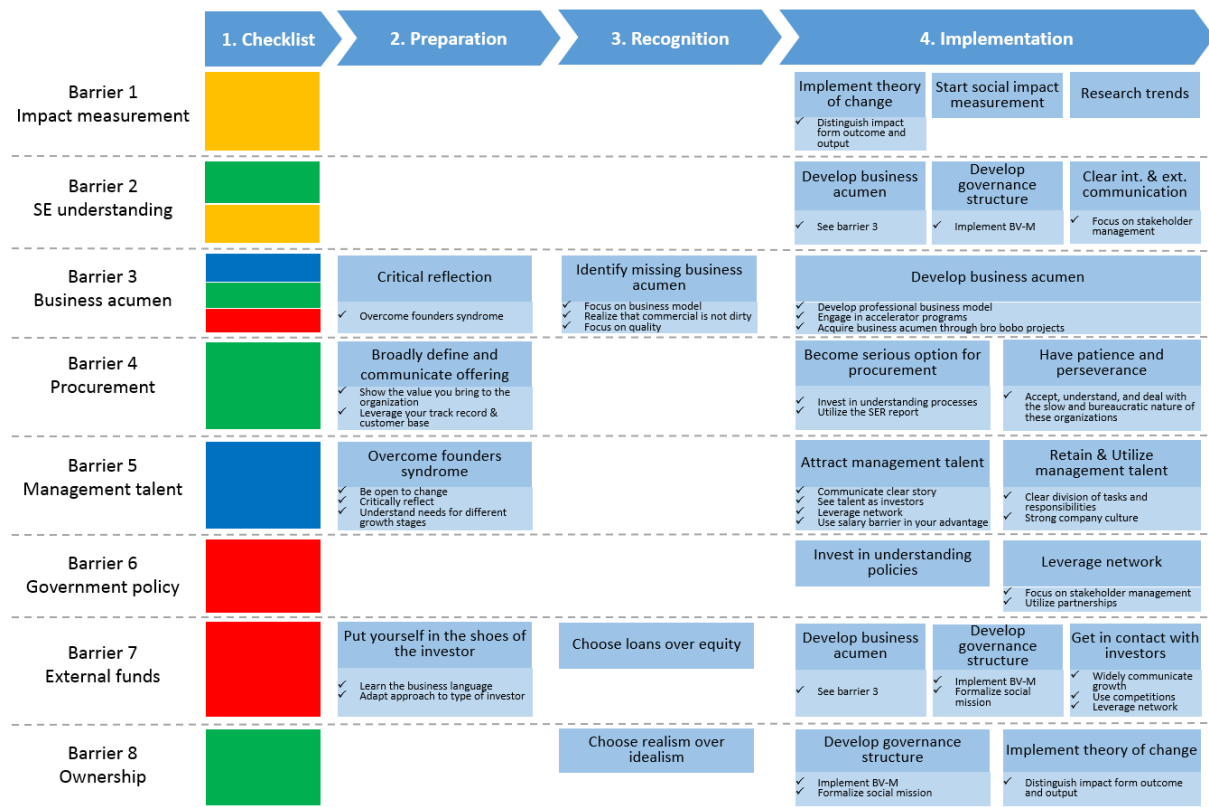 1. Checklist
2. Preparation
3. Recognition
4. Implementation
Barrier 1
Impact measurement
Implement theory
of change
Distinguish impact
form outcome and
output
Start social impact
measurement
Research trends
Barrier 2
SE understanding
Develop business
acumen
See barrier 3
Develop
governance
structure
Implement BV-M
Clear int. & ext.
communication
Focus on stakeholder
management
Barrier 3
Business acumen
Critical reflection
Overcome founders syndrome
Identify missing business
acumen
Focus on business model
Realize that commercial is not dirty
Focus on quality
Develop business acumen
Develop professional business model
Engage in accelerator programs
Acquire business acumen through bro bobo projects
Barrier 4
Procurement
Broadly define and
communicate offering
Show the value you bring to the
organization
Leverage your track record &
customer base
Become serious option for
procurement
Invest in understanding processes
Utilize the SER report
Have patience and
perseverance
Accept, understand, and deal with
the slow and bureaucratic nature of
these organizations
Barrier 5
Management talent
Overcome founders
syndrome
Be open to change
Critically reflect
Understand needs for different
growth stages
Attract management talent
Communicate clear story
See talent as investors
Leverage network
Use salary barrier in your advantage
Retain & Utilize
management talent
Clear division of tasks and
responsibilities
Strong company culture
Barrier 6
Government policy
Invest in understanding
policies
Leverage network
Focus on stakeholder management
Utilize partnerships
Barrier 7
External funds
Put yourself in the shoes of
the investor
Learn the business language
Adapt approach to type of investor
Choose loans over equity
Develop business
acumen
See barrier 3
Develop
governance
structure
Implement BV-M
Formalize social
mission
Get in contact with
investors
Widely communicate
growth
Use competitions
Leverage network
Barrier 8
Ownership
Choose realism over
idealism
Develop governance
structure
Implement BV-M
Formalize social mission
Implement theory of change
Distinguish impact form outcome
and output